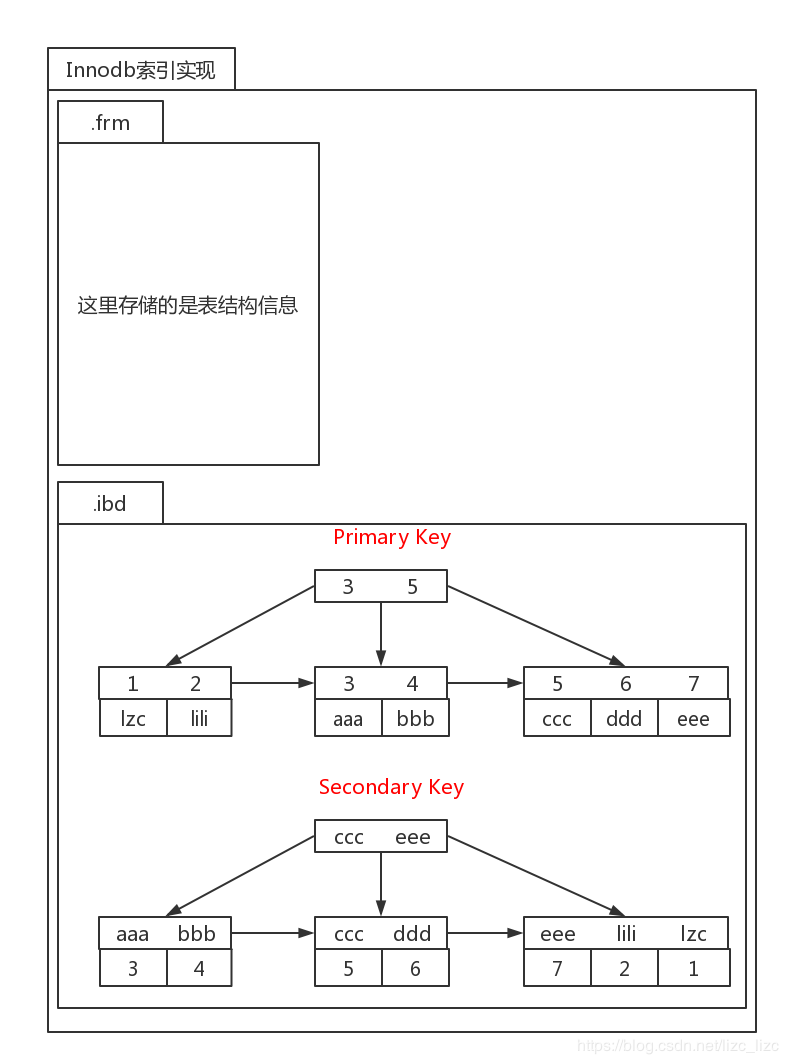 Innodb索引实现
.frm
这里存储的是表结构信息
.ibd
Primary Key
3 5
1 2 3 4 5 6 7
lzc lili aaa bbb ccc ddd eee
Secondary Key
ccc eee
aaa bbb ccc ddd eee lili lzc
3 4 5 6 7 2 1
https://blog.csdn.net/lizc_lizc